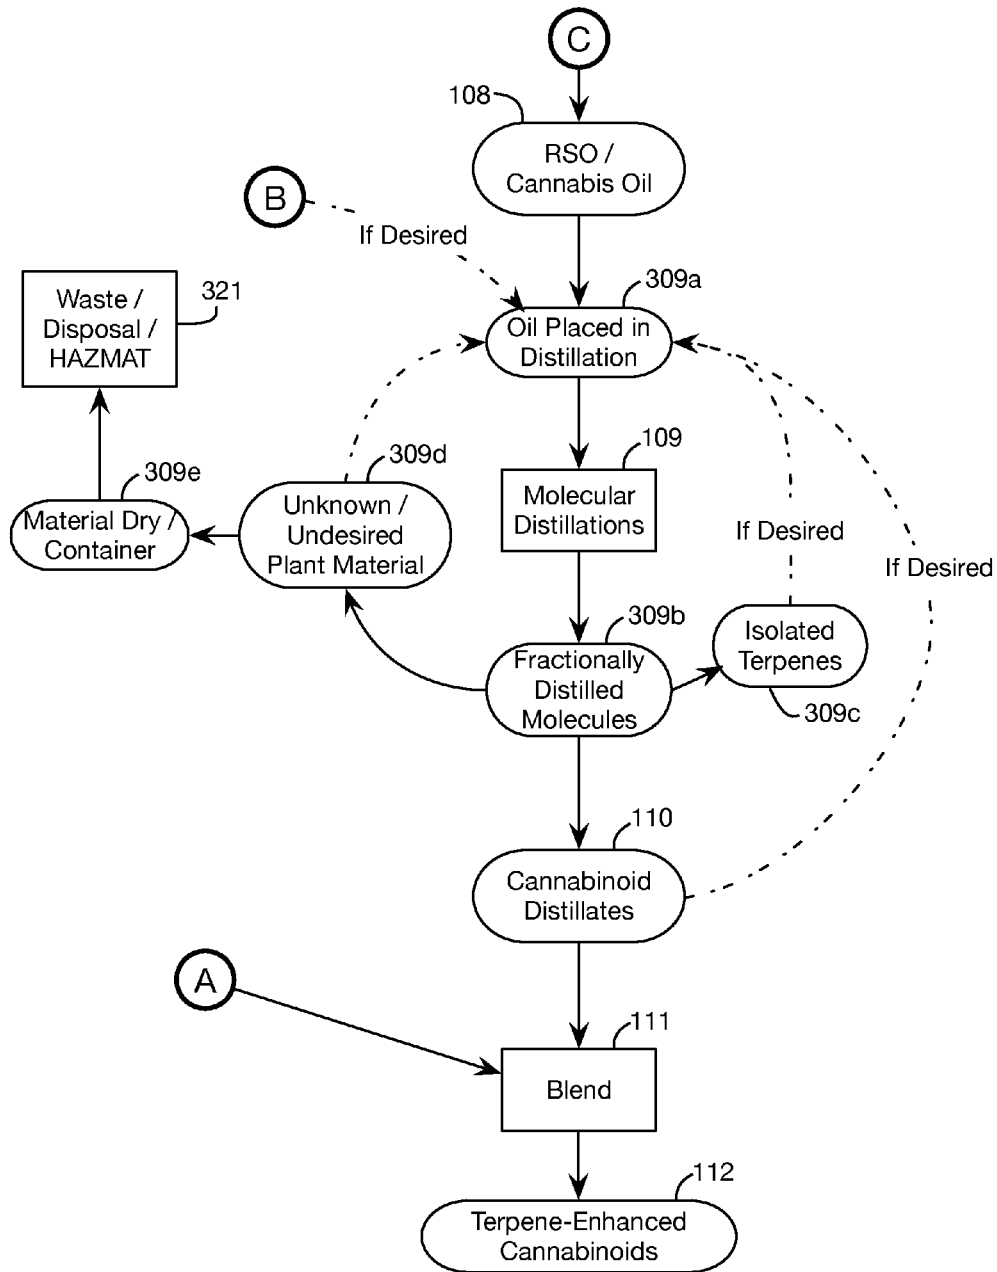 C
108
RSO /
Cannabis Oil
B
If Desired
309a
Waste /
Disposal /
HAZMAT
321
Oil Placed in
Distillation
109
309d
309e
Molecular
Distillations
Unknown /
Undesired
Plant Material
Material Dry /
Container
If Desired
If Desired
309b
Isolated
Terpenes
Fractionally
Distilled
Molecules
309c
110
Cannabinoid
Distillates
A
111
Blend
112
Terpene-Enhanced
Cannabinoids